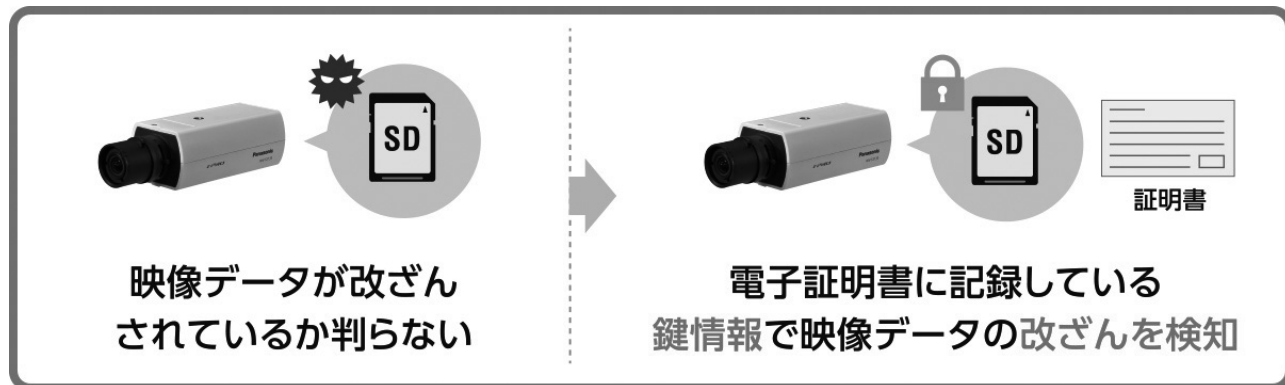 SD
Panasonic
映像データが改ざん
されているか判らない
SD
Panasonic
証明書
電子証明書に記録している
鍵情報で映像データの改ざんを検知